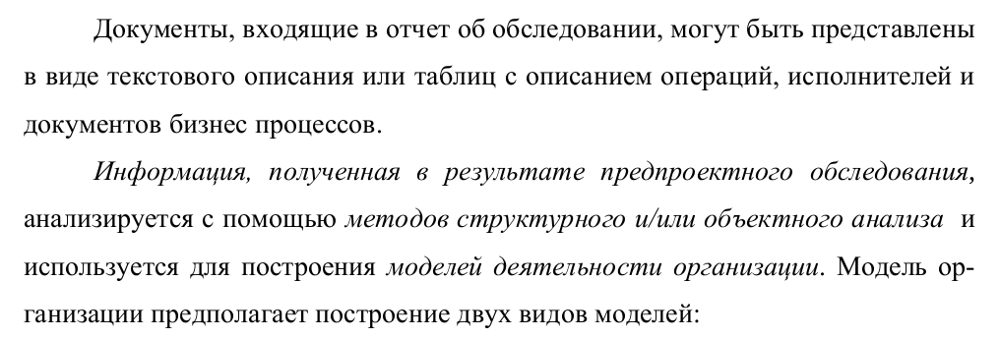 Документы, входящие в отчет об обследовании, могут быть представлены
в виде текстового описания или таблиц с описанием операций, исполнителей и
документов бизнес процессов.
Информация, полученная в результате предпроектного обследования,
анализируется с помощью методов структурного и/или объектного анализа  и
используется для построения моделей деятельности организации. Модель ор-
ганизации предполагает построение двух видов моделей: